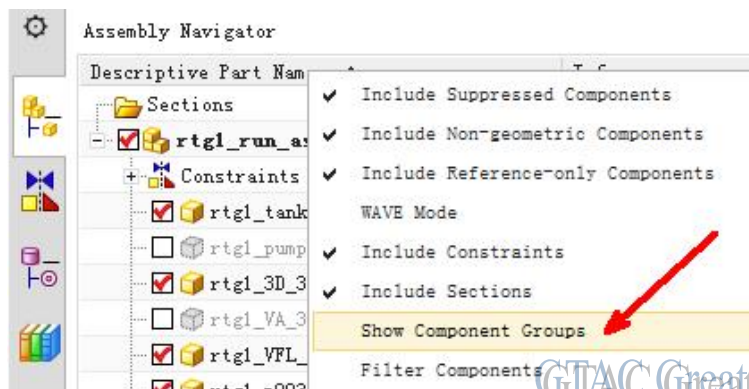 Assembly Navigator
Descriptive Part Nam
Sections
rtg1_run_as
Constraints
rtg1_tank
rtg1_pump
rtg1_3D_3
rtg1_VA_3
rtg1_VFL_
Include Suppressed Components
Include Non-geometric Components
Include Reference-only Components
WAVE Mode
Include Constraints
Include Sections
Show Component Groups
Filter Components
GTAC Great